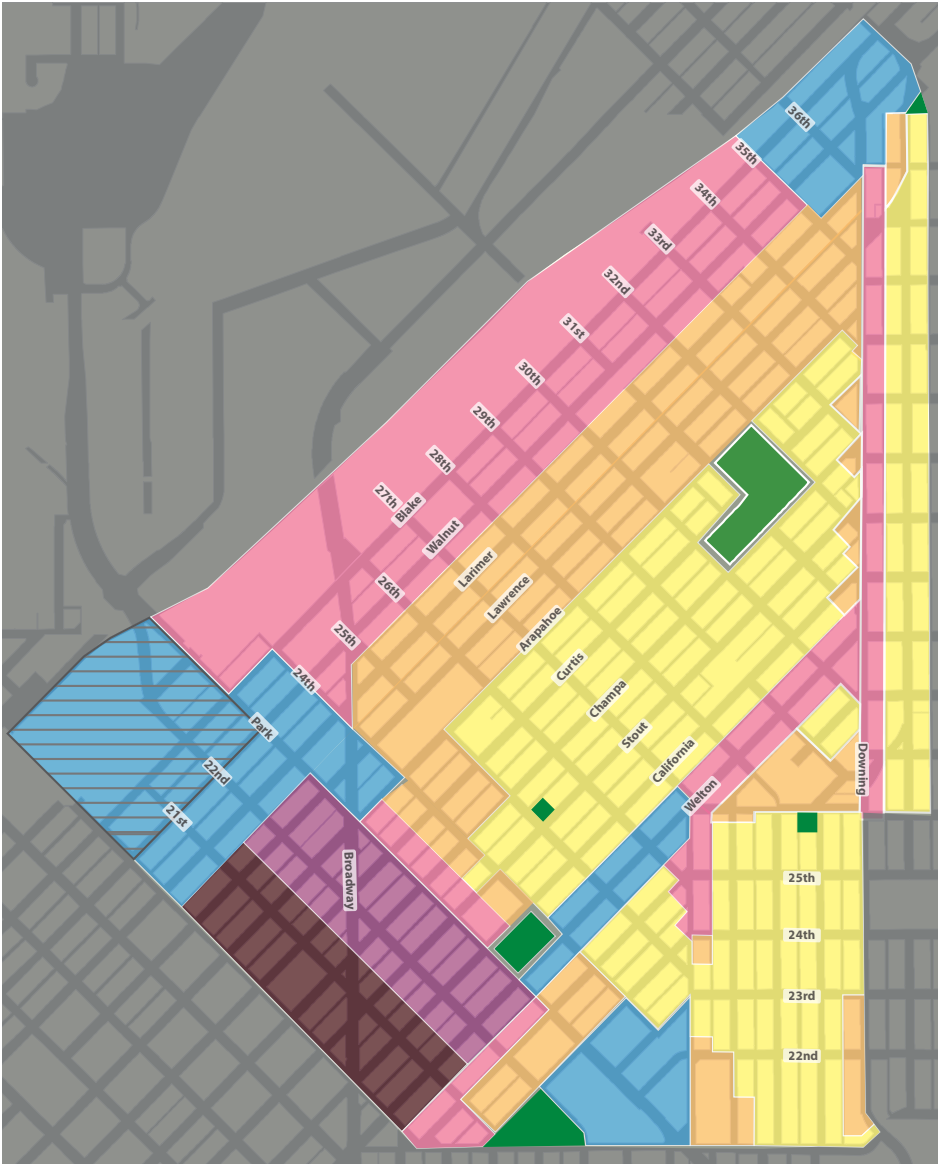 36th
35th
34th
33rd
32nd
31st
30th
29th
28th
27th
Blake
Walnut
Larimer
26th
Lawrence
25th
Arapahoe
Curtis
24th
Champa
Park
Stout
California
22nd
Downing
Welton
21st
Broadway
25th
24th
23rd
22nd